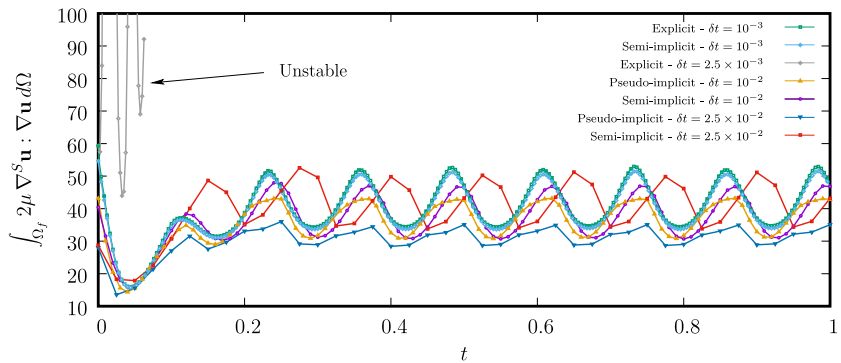 Explicit - δt = 10⁻³
Semi-implicit - δt = 10⁻³
Explicit - δt = 2.5 × 10⁻³
Pseudo-implicit - δt = 10⁻²
Semi-implicit - δt = 10⁻²
Pseudo-implicit - δt = 2.5 × 10⁻²
Semi-implicit - δt = 2.5 × 10⁻²
Unstable
∫_{Ω_f} 2μ ∇ˢu : ∇u dΩ
100
90
80
70
60
50
40
30
20
10
0 0.2 0.4 0.6 0.8 1
t